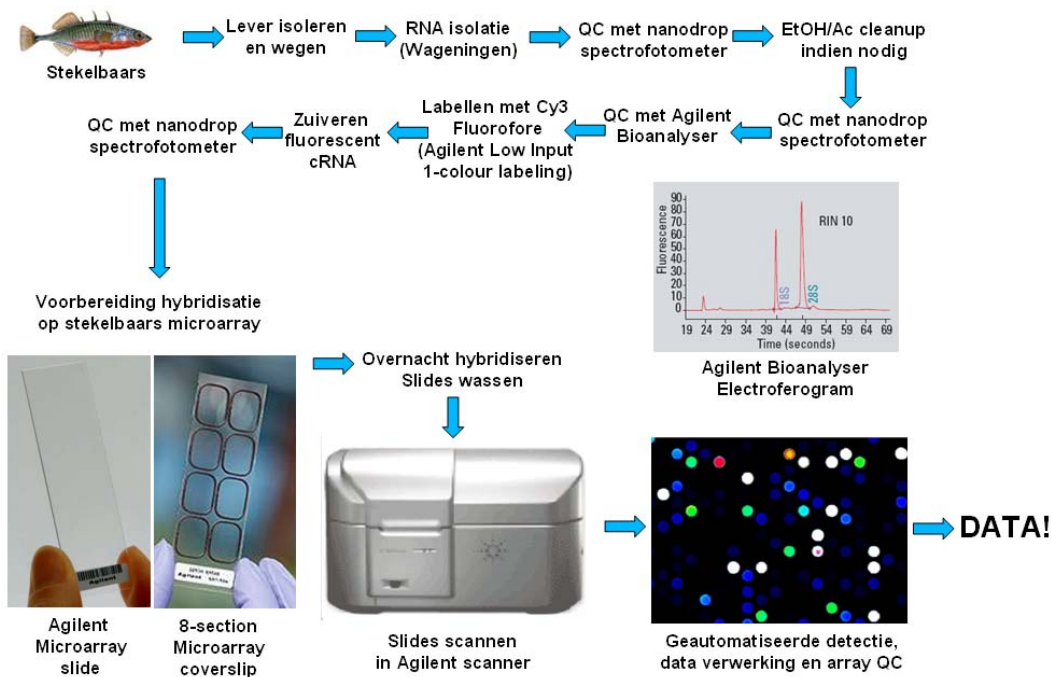 Stekelbaars
Lever isoleren
en wegen
RNA isolatie
(Wageningen)
QC met nanodrop
spectrofotometer
EtOH/Ac cleanup
indien nodig
QC met nanodrop
spectrofotometer
QC met Agilent
Bioanalyser
Labellen met Cy3
Fluorofore
(Agilent Low Input
1-colour labeling)
Zuiveren
fluorescent
cRNA
QC met nanodrop
spectrofotometer
Voorbereiding hybridisatie
op stekelbaars microarray
Fluorescence
90
80
70
60
50
40
30
20
10
0
RIN 10
18S
28S
19 24 29 34 39 44 49 54 59 64 69
Time (seconds)
Agilent Bioanalyser
Electroferogram
Overnacht hybridiseren
Slides wassen
Agilent
Agilent
Agilent
Microarray
slide
8-section
Microarray
coverslip
Slides scannen
in Agilent scanner
Geautomatiseerde detectie,
data verwerking en array QC
DATA!